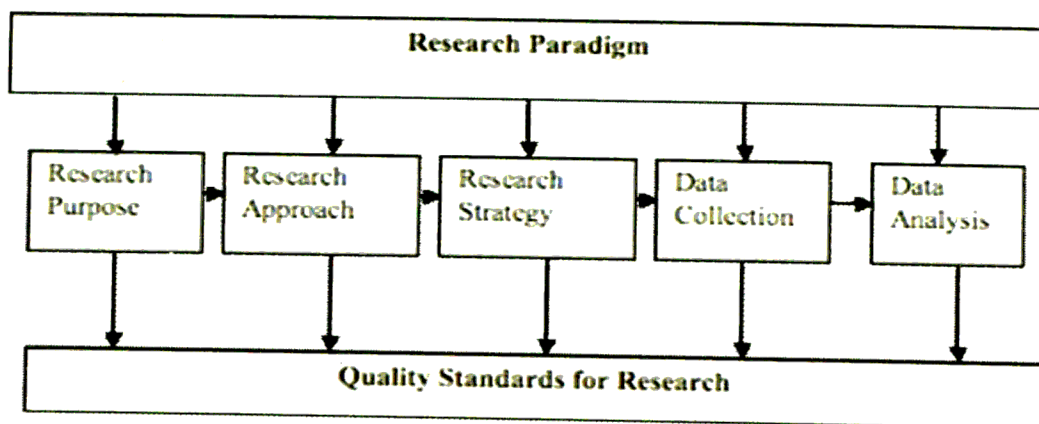 Research Paradigm
Research
Purpose
Research
Approach
Research
Strategy
Data
Collection
Data
Analysis
Quality Standards for Research